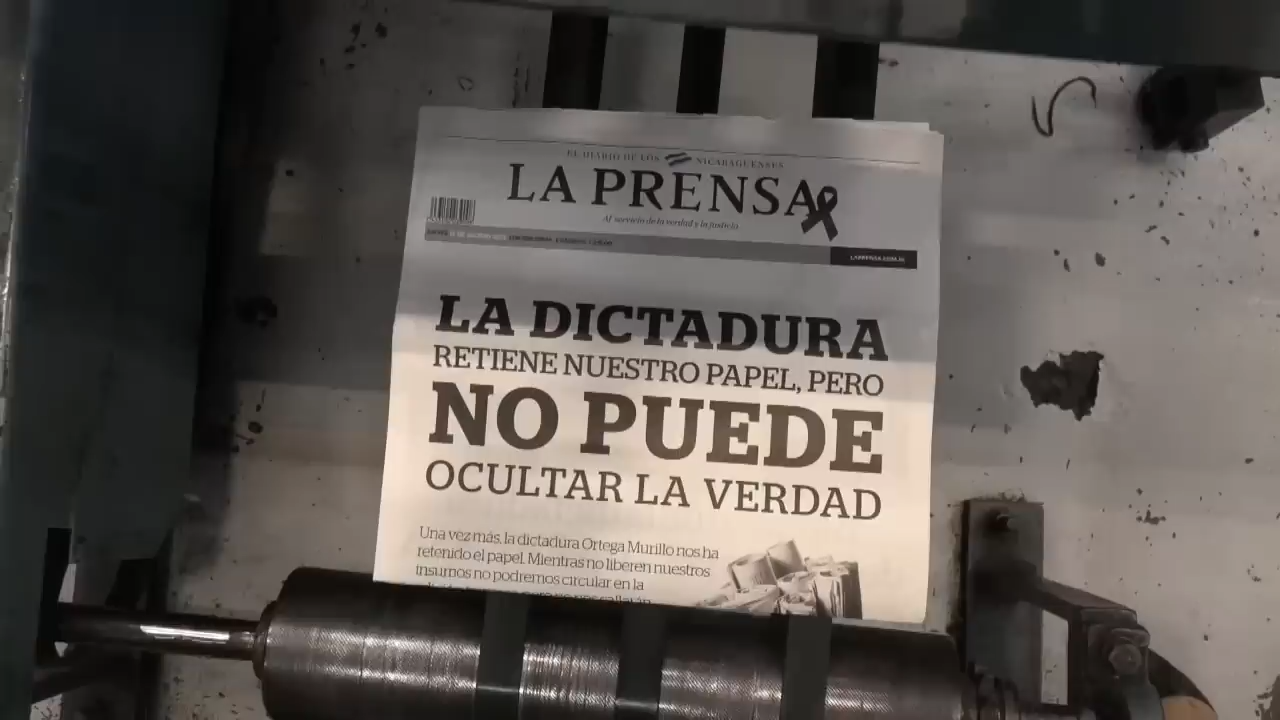 EL DIARIO DE LOS NICARAGÜENSES
LA PRENSA
Al servicio de la verdad y la justicia
LAPRENSA.COM.NI
LA DICTADURA
RETIENE NUESTRO PAPEL, PERO
NO PUEDE
OCULTAR LA VERDAD
Una vez más, la dictadura Ortega Murillo nos ha
retenido el papel. Mientras no liberen nuestros
insumos no podremos circular en la